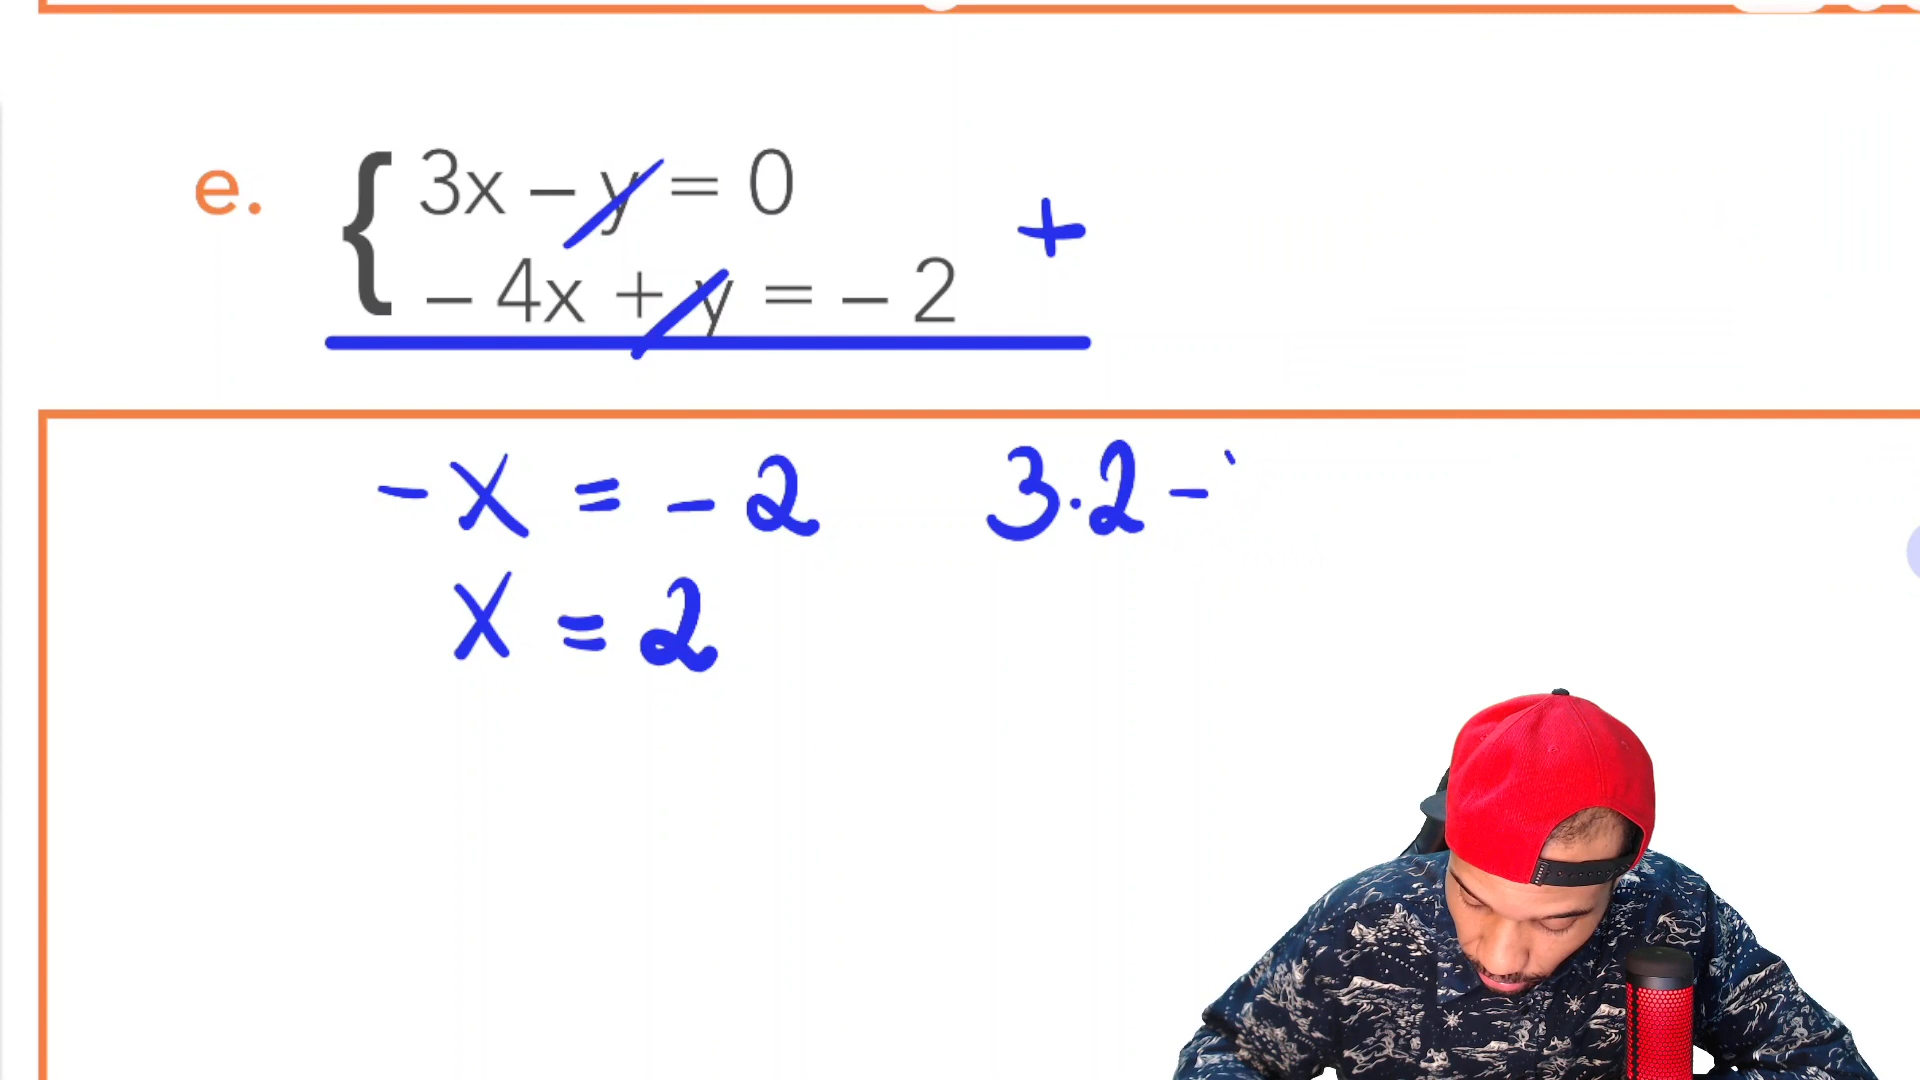 e. { 3x – y = 0
– 4x + y = – 2 +
- x = - 2 3·2 -
x = 2